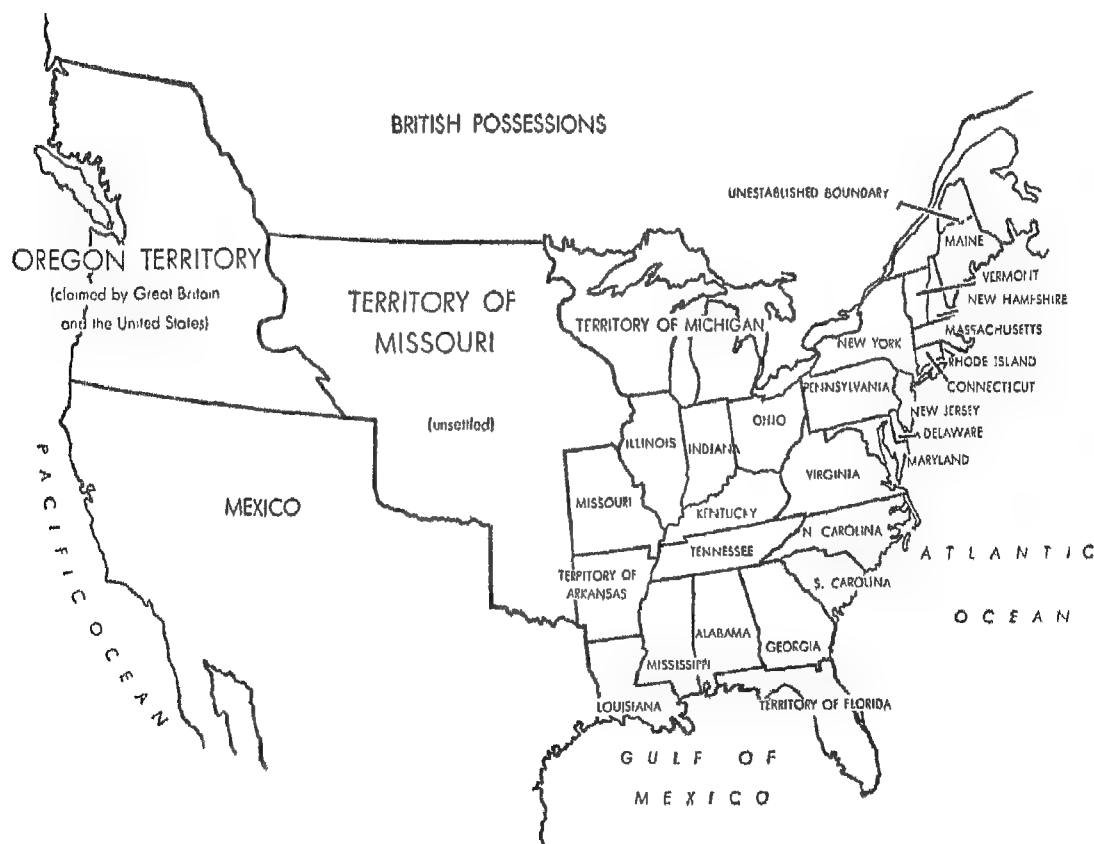 BRITISH POSSESSIONS
UNESTABLISHED BOUNDARY
MAINE
OREGON TERRITORY
(claimed by Great Britain
and the United States)
VERMONT
NEW HAMPSHIRE
TERRITORY OF
MISSOURI
TERRITORY OF MICHIGAN
MASSACHUSETTS
NEW YORK
RHODE ISLAND
CONNECTICUT
PENNSYLVANIA
NEW JERSEY
(unsettled)
OHIO
DELAWARE
ILLINOIS
INDIANA
MARYLAND
VIRGINIA
MEXICO
MISSOURI
KENTUCKY
N CAROLINA
TENNESSEE
ATLANTIC
OCEAN
TERRITORY OF
ARKANSAS
S. CAROLINA
ALABAMA
GEORGIA
MISSISSIPPI
LOUISIANA
TERRITORY OF FLORIDA
PACIFIC OCEAN
GULF OF
MEXICO